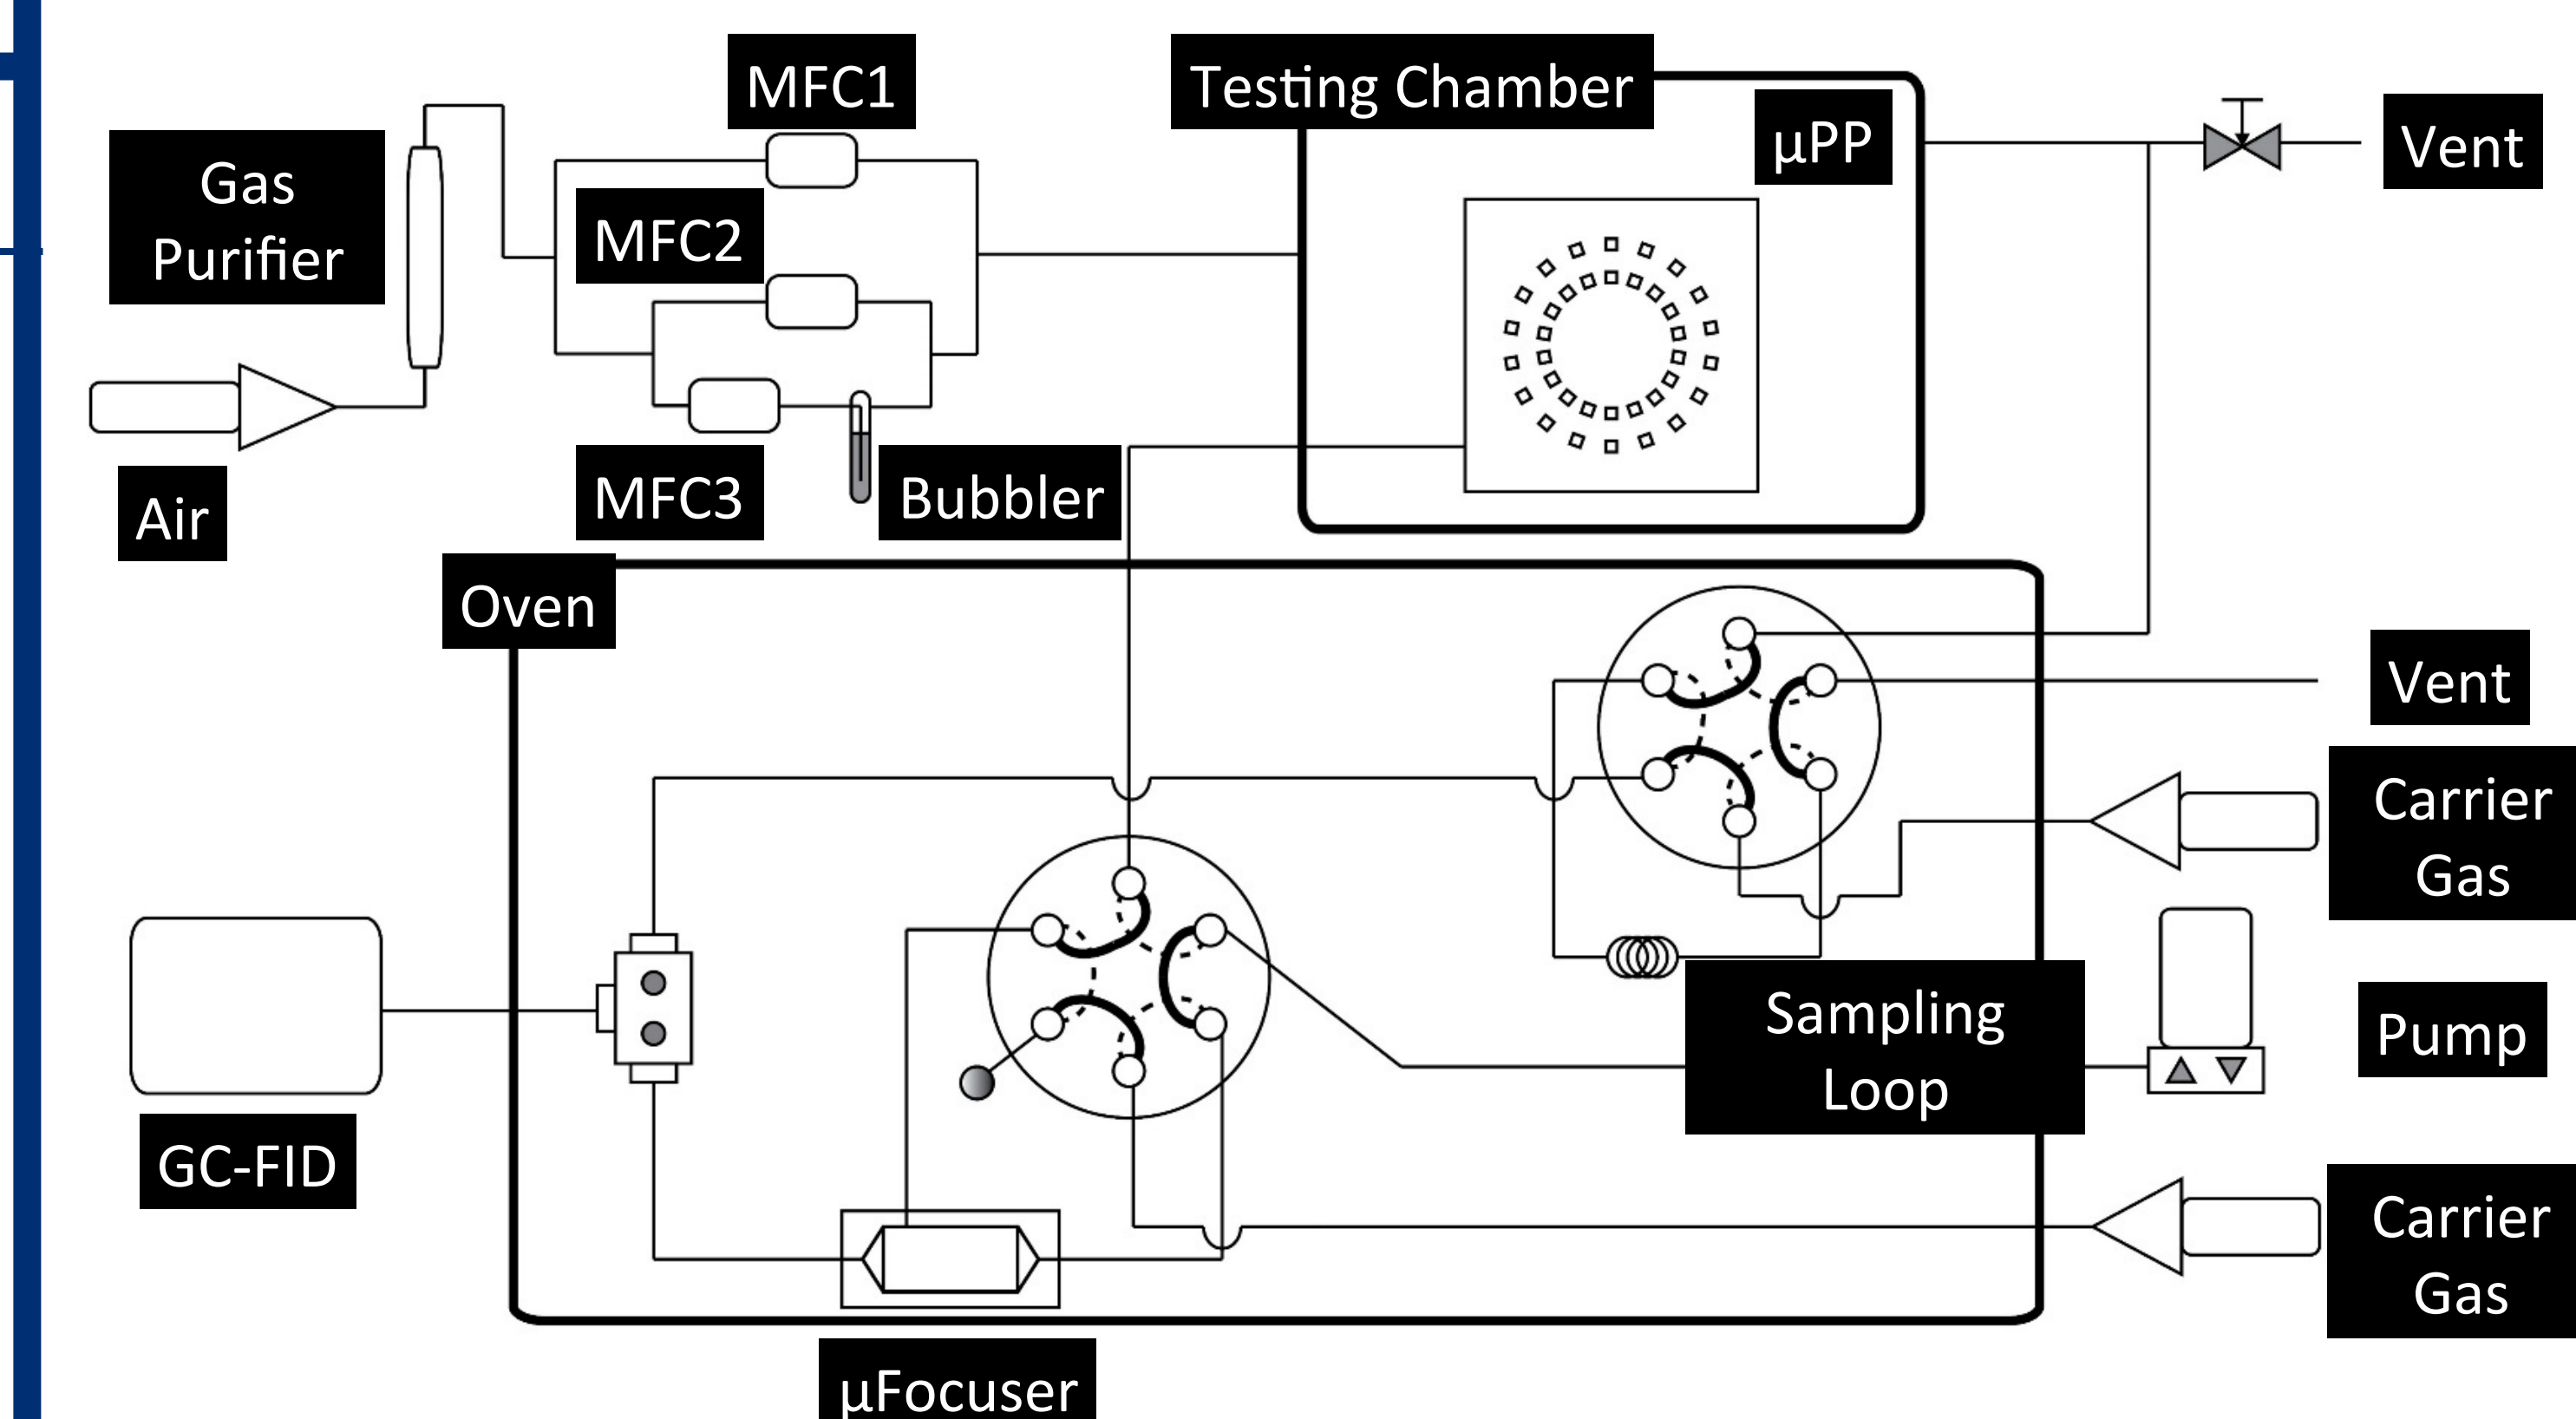 MFC1
Testing Chamber
µPP
Vent
Gas
Purifier
MFC2
Air
MFC3
Bubbler
Oven
Vent
Carrier
Gas
Sampling
Loop
Pump
GC-FID
Carrier
Gas
µFocuser